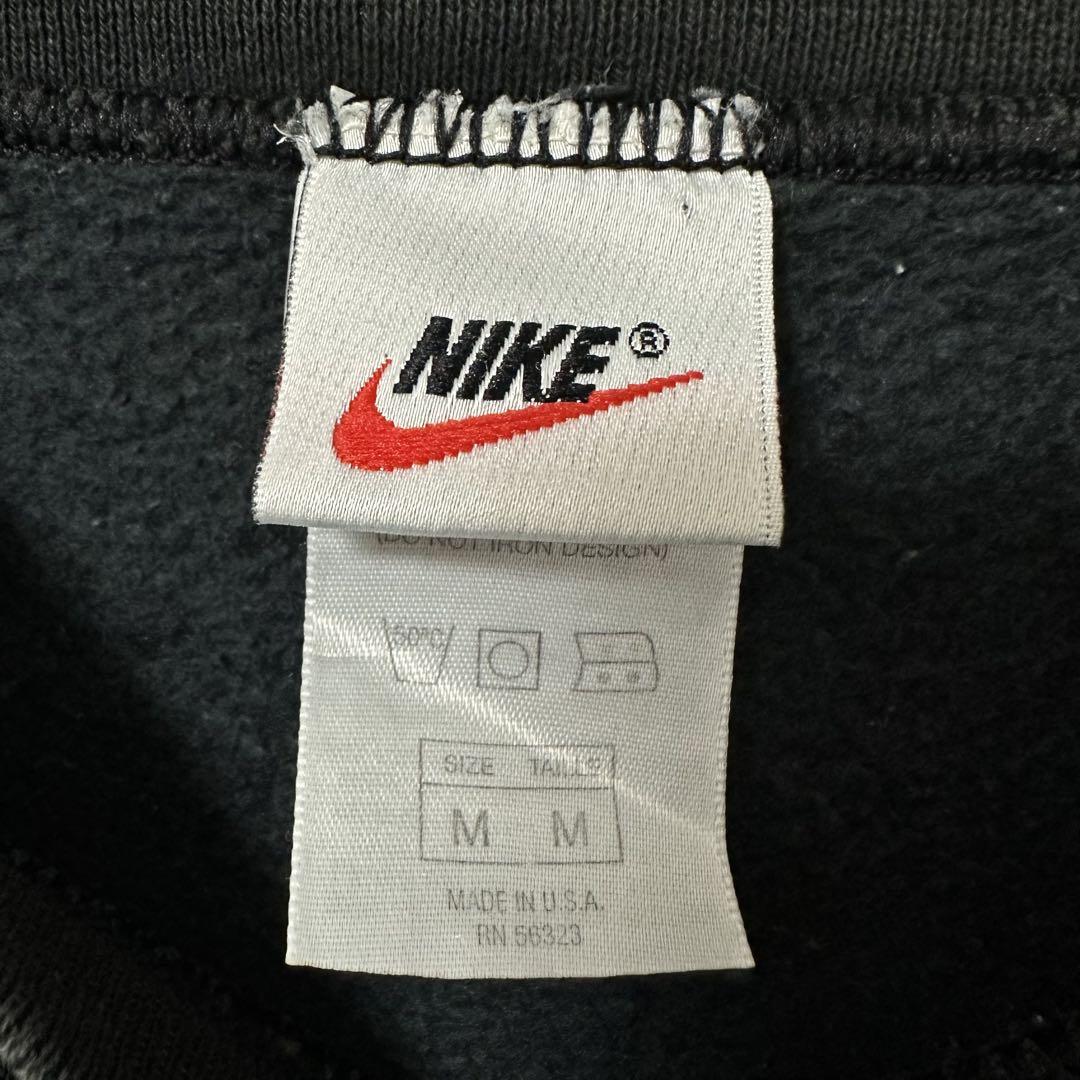 NIKE®
(DO NOT IRON DESIGN)
50°C
SIZE TAILLE
M M
MADE IN U.S.A.
RN 56323